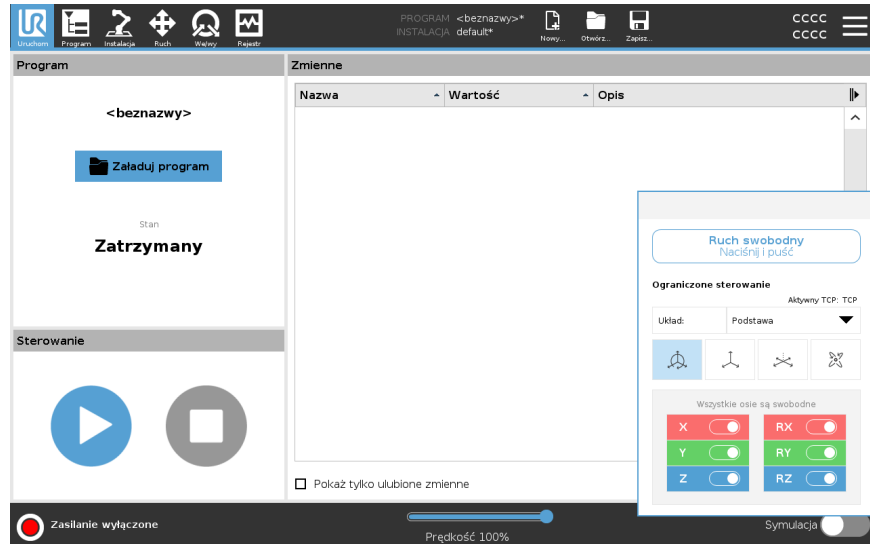 UR
Uruchom
Program
Instalacja
Ruch
We/wy
Rejestr
PROGRAM <beznazwy>*
INSTALACJA default*
Nowy...
Otwórz...
Zapisz...
CCCC
CCCC
Program
<beznazwy>
Załaduj program
Stan
Zatrzymany
Sterowanie
Zmienne
Nazwa
Wartość
Opis
Pokaż tylko ulubione zmienne
Ruch swobodny
Naciśnij i puść
Ograniczone sterowanie
Aktywny TCP: TCP
Układ: Podstawa
Wszystkie osie są swobodne
X RX
Y RY
Z RZ
Zasilanie wyłączone
Prędkość 100%
Symulacja